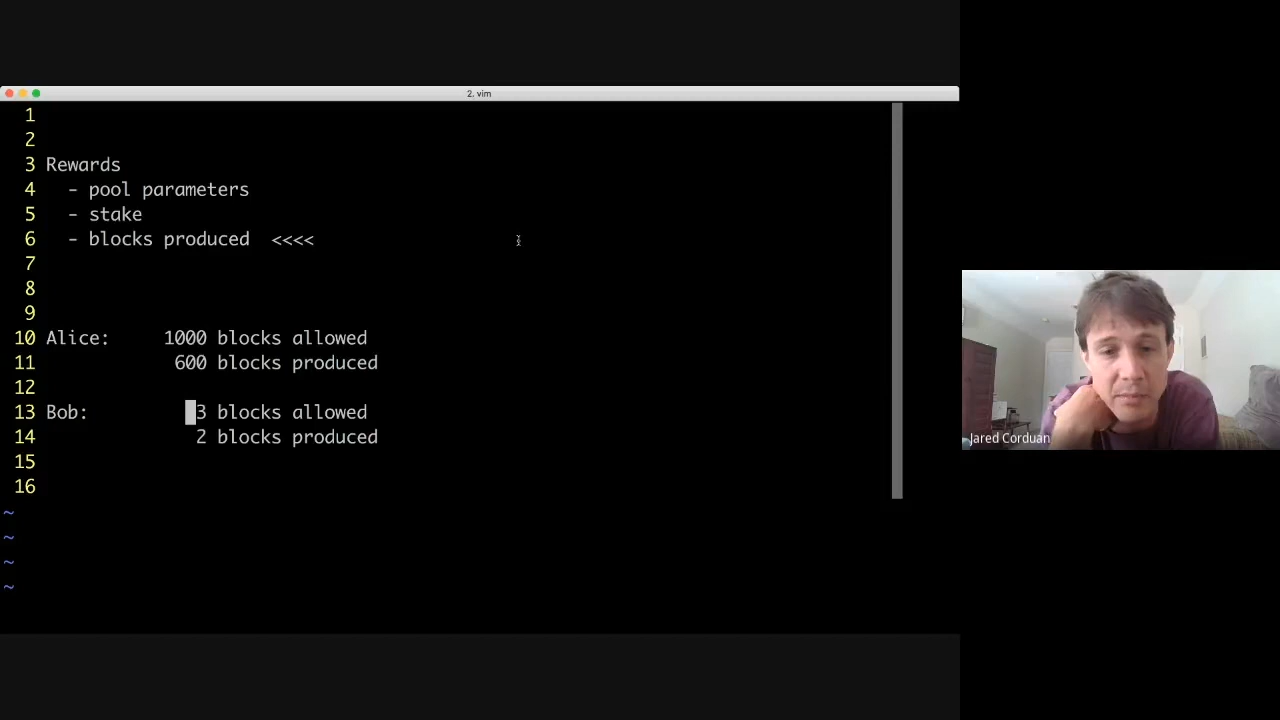 2. vim
1
2
3 Rewards
4 - pool parameters
5 - stake
6 - blocks produced <<<<
7
8
9
10 Alice: 1000 blocks allowed
11 600 blocks produced
12
13 Bob: 3 blocks allowed
14 2 blocks produced
15
16
~
~
~
~
Jared Corduan